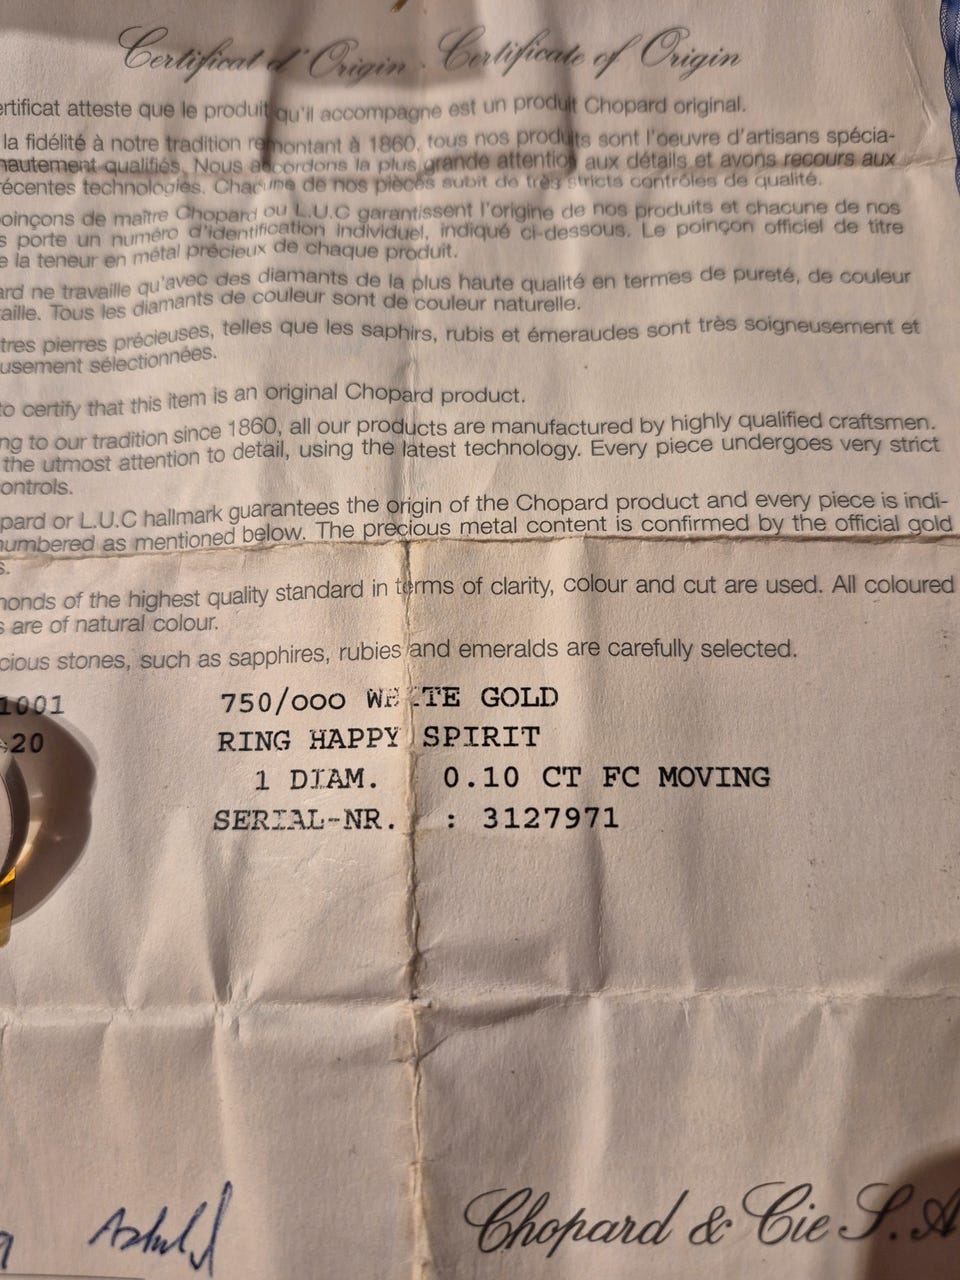 Certificat d'Origin · Certificate of Origin
ertificat atteste que le produit qu'il accompagne est un produit Chopard original.
la fidélité à notre tradition remontant à 1860, tous nos produits sont l'oeuvre d'artisans spécia-
hautement qualifiés. Nous accordons la plus grande attention aux détails et avons recours aux
récentes technologies. Chacune de nos pièces subit de très stricts contrôles de qualité.
oinçons de maître Chopard ou L.U.C garantissent l'origine de nos produits et chacune de nos
s porte un numéro d'identification individuel, indiqué ci-dessous. Le poinçon officiel de titre
e la teneur en métal précieux de chaque produit.
ard ne travaille qu'avec des diamants de la plus haute qualité en termes de pureté, de couleur
aille. Tous les diamants de couleur sont de couleur naturelle.
tres pierres précieuses, telles que les saphirs, rubis et émeraudes sont très soigneusement et
usement sélectionnées.
to certify that this item is an original Chopard product.
ng to our tradition since 1860, all our products are manufactured by highly qualified craftsmen.
the utmost attention to detail, using the latest technology. Every piece undergoes very strict
ontrols.
pard or L.U.C hallmark guarantees the origin of the Chopard product and every piece is indi-
numbered as mentioned below. The precious metal content is confirmed by the official gold
s.
monds of the highest quality standard in terms of clarity, colour and cut are used. All coloured
s are of natural colour.
cious stones, such as sapphires, rubies and emeralds are carefully selected.
1001 750/000 WHITE GOLD
20 RING HAPPY SPIRIT
1 DIAM. 0.10 CT FC MOVING
SERIAL-NR. : 3127971
Chopard & Cie S.A